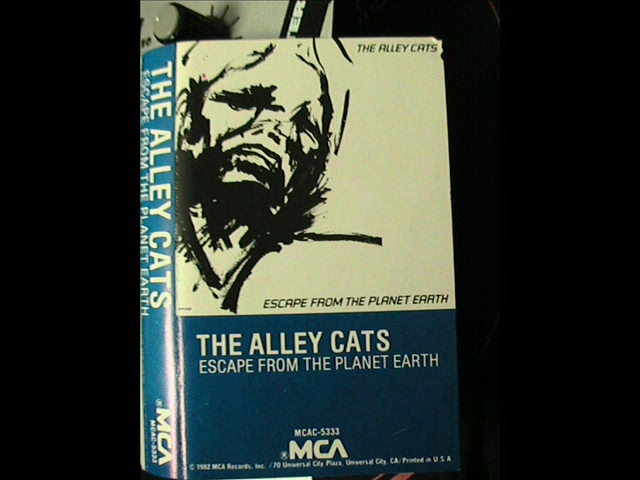 THE ALLEY CATS
ESCAPE FROM THE PLANET EARTH
THE ALLEY CATS
ESCAPE FROM THE PLANET EARTH
MCAC-5333
®MCA
© 1982 MCA Records, Inc. / 70 Universal City Plaza, Universal City, CA/ Printed in U.S.A
THE ALLEY CATS
ESCAPE FROM THE PLANET EARTH
®MCA
MCAC-5333